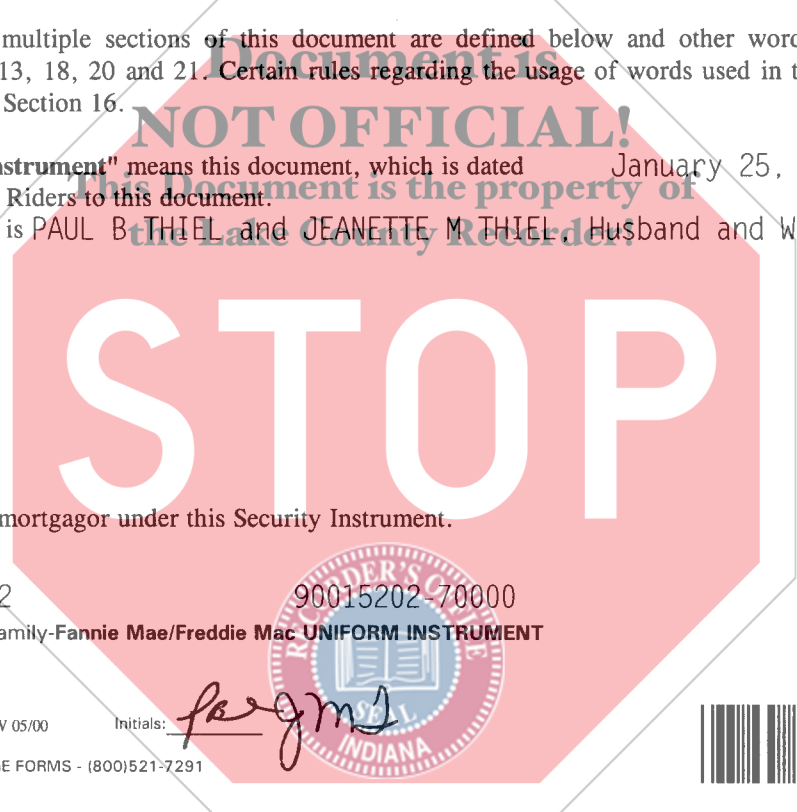 multiple sections of this document are defined below and other word
Document is
13, 18, 20 and 21. Certain rules regarding the usage of words used in t
Section 16.
NOT OFFICIAL!
nstrument" means this document, which is dated January 25,
This Document is the property of
Riders to this document.
is PAUL B THIEL and JEANETTE M THIEL, Husband and W
the Lake County Recorder!
STOP
mortgagor under this Security Instrument.
2 90015202-70000
amily-Fannie Mae/Freddie Mac UNIFORM INSTRUMENT
RECORDER'S OFFICE
SEAL
INDIANA
V 05/00 Initials: PBT JMT
E FORMS - (800)521-7291